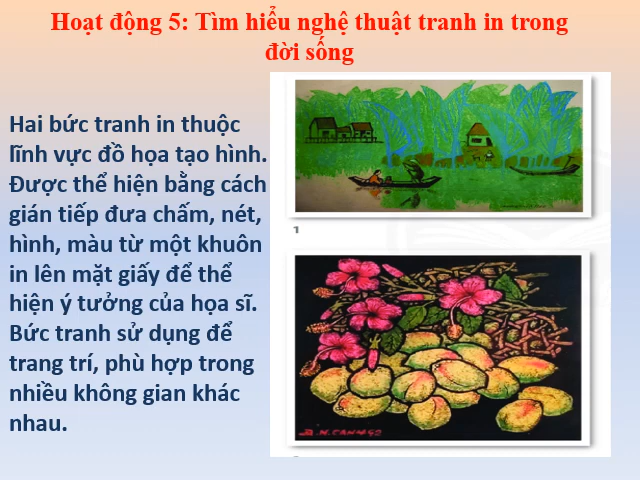 Hoạt động 5: Tìm hiểu nghệ thuật tranh in trong
đời sống
Hai bức tranh in thuộc
lĩnh vực đồ họa tạo hình.
Được thể hiện bằng cách
gián tiếp đưa chấm, nét,
hình, màu từ một khuôn
in lên mặt giấy để thể
hiện ý tưởng của họa sĩ.
Bức tranh sử dụng để
trang trí, phù hợp trong
nhiều không gian khác
nhau.
1